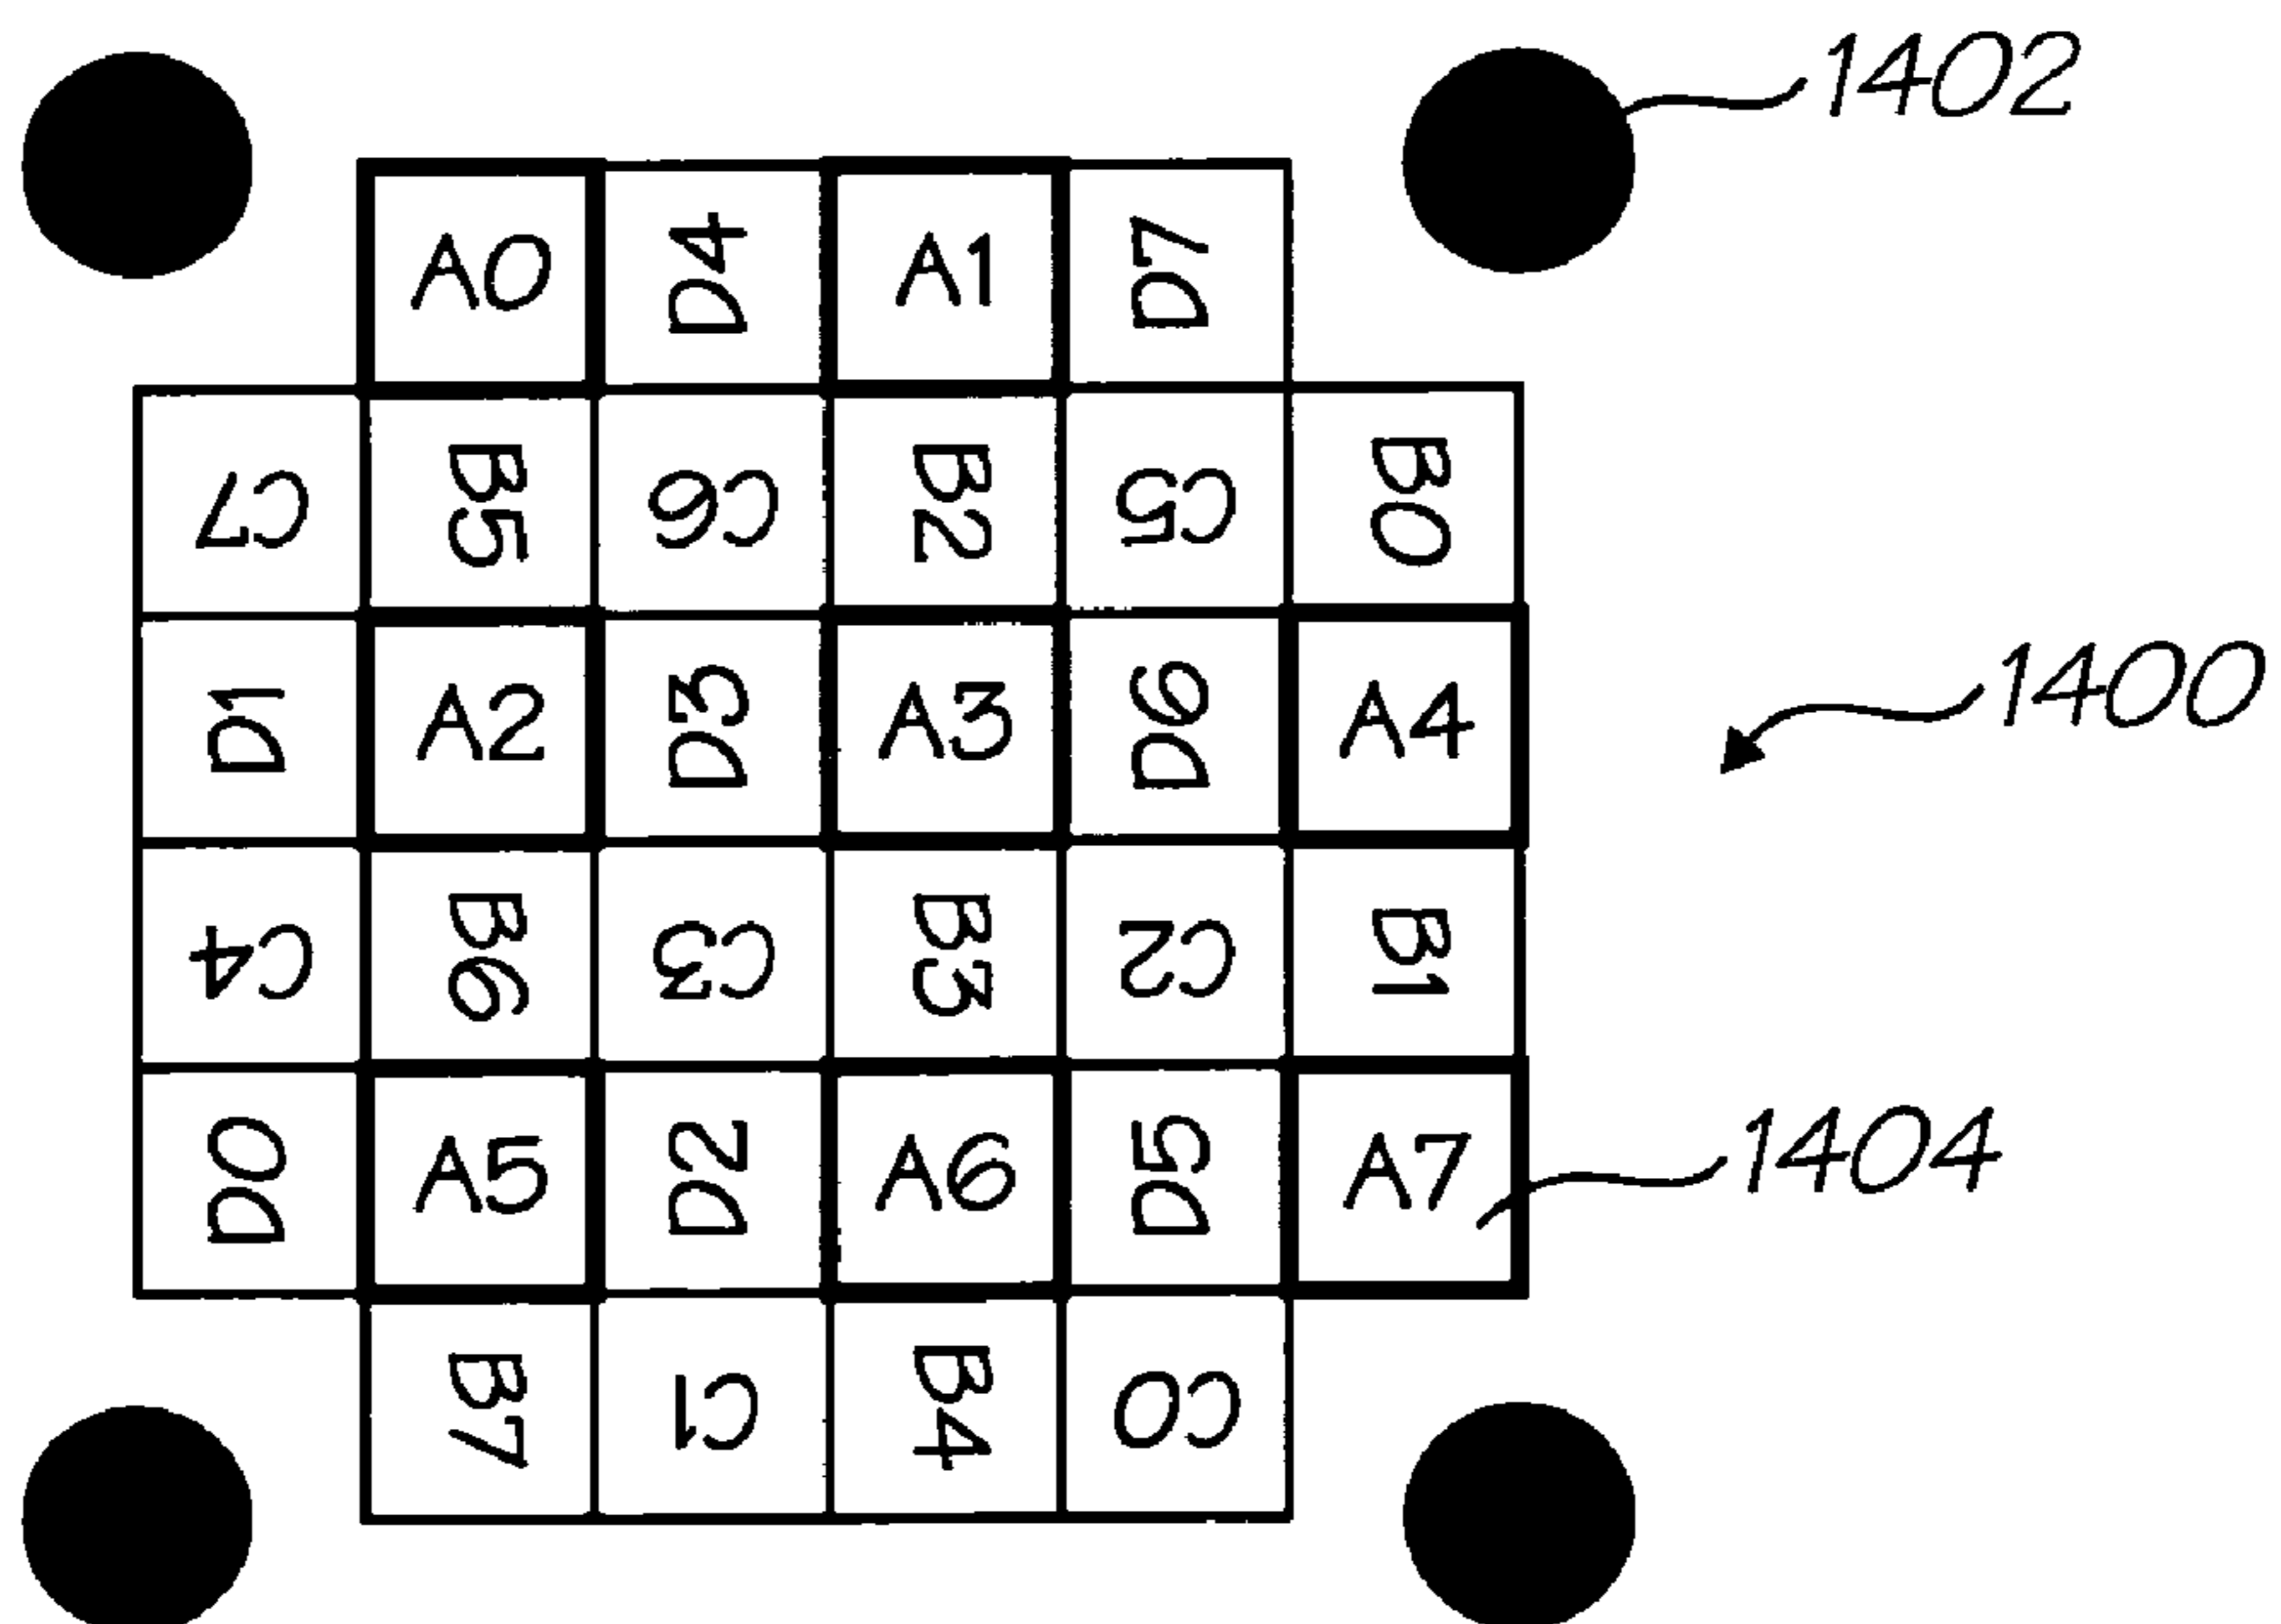 1402
A0 D4 A1 D7
C7 B5 C6 B2 C5 B0
D1 A2 D3 A3 D6 A4
1400
C4 B6 C3 B3 C2 B1
D0 A5 D2 A6 D5 A7
1404
B7 C1 B4 C0